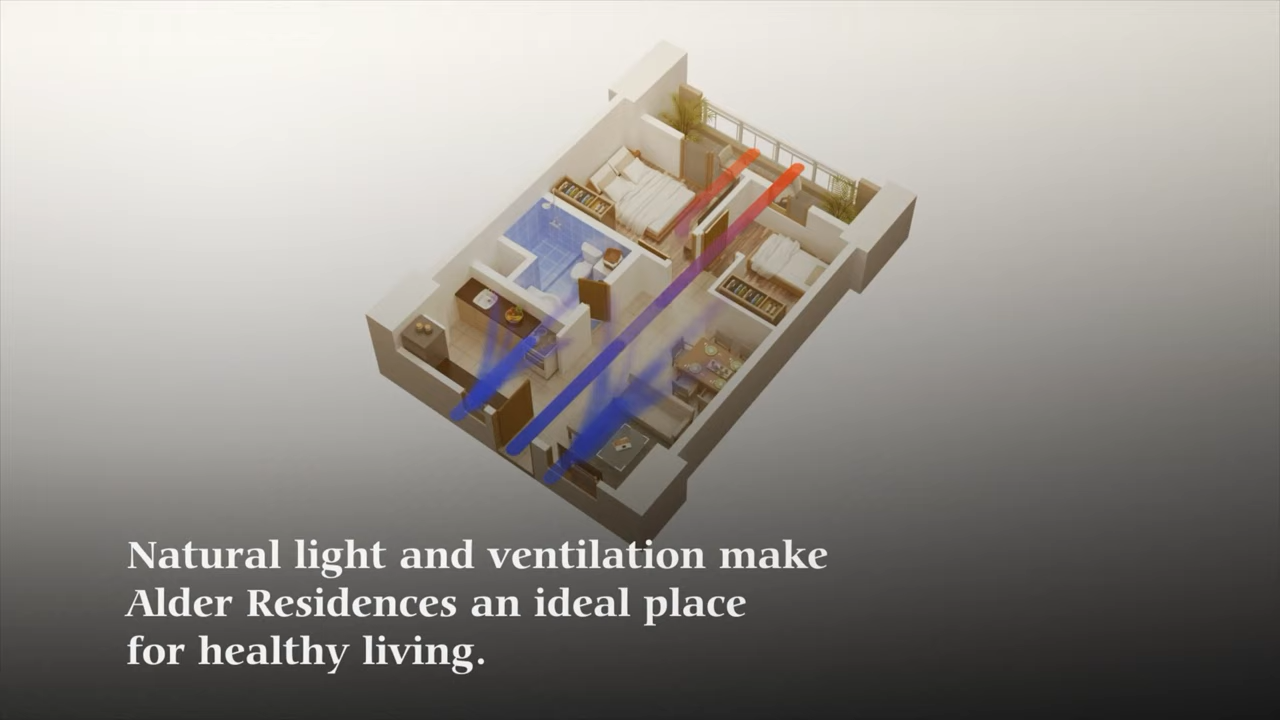 Natural light and ventilation make
Alder Residences an ideal place
for healthy living.